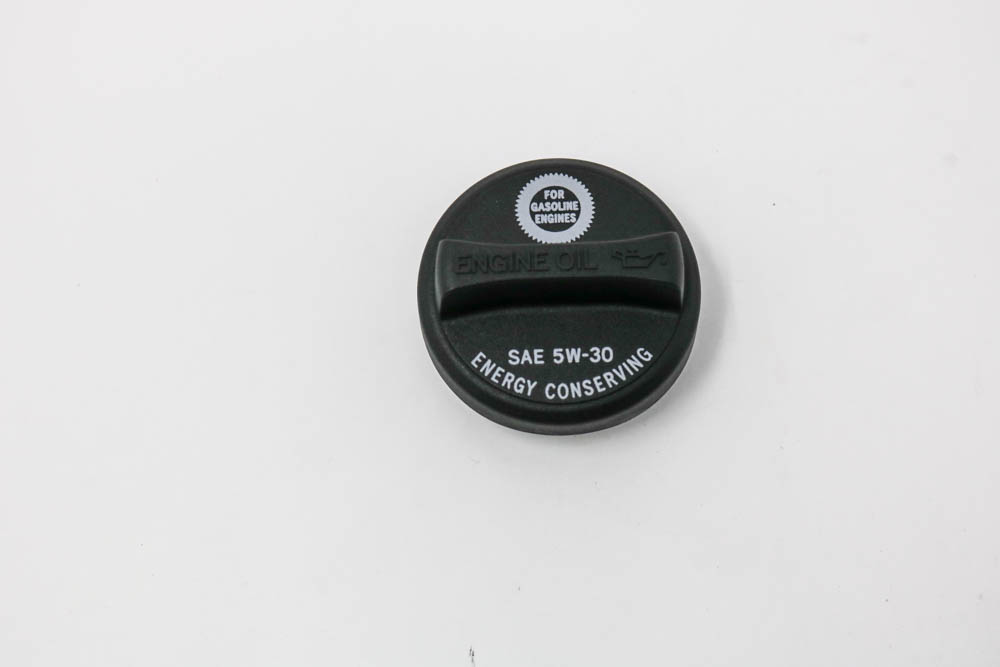 FOR
GASOLINE
ENGINES
ENGINE OIL
SAE 5W-30
ENERGY CONSERVING